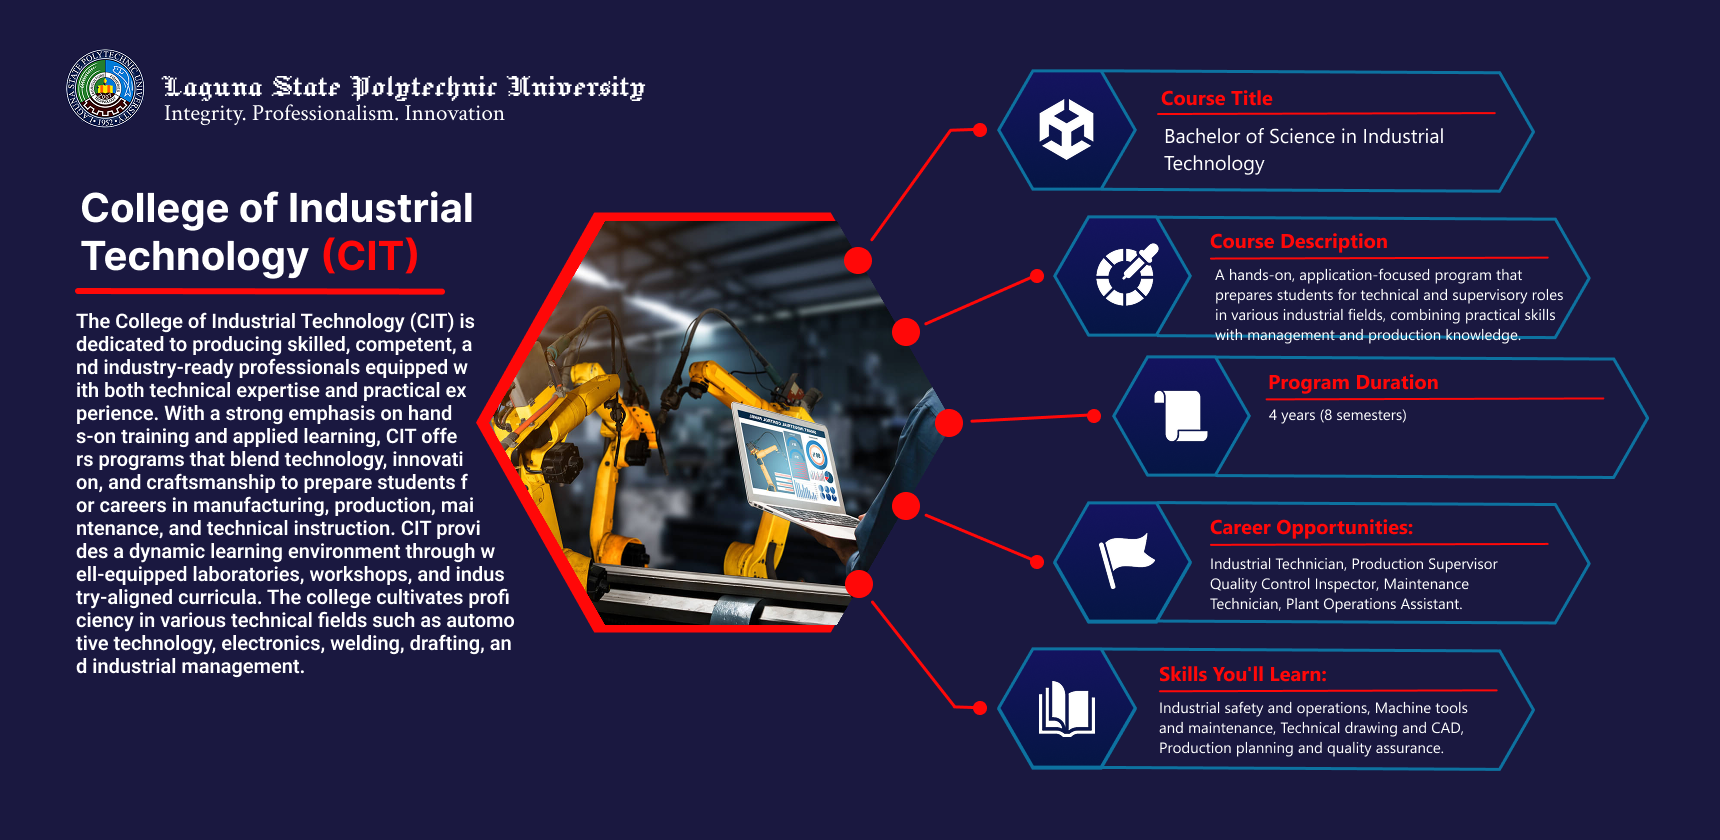 Laguna State Polytechnic University
Integrity. Professionalism. Innovation
College of Industrial
Technology (CIT)
The College of Industrial Technology (CIT) is
dedicated to producing skilled, competent, a
nd industry-ready professionals equipped w
ith both technical expertise and practical ex
perience. With a strong emphasis on hand
s-on training and applied learning, CIT offe
rs programs that blend technology, innovati
on, and craftsmanship to prepare students f
or careers in manufacturing, production, mai
ntenance, and technical instruction. CIT provi
des a dynamic learning environment through w
ell-equipped laboratories, workshops, and indus
try-aligned curricula. The college cultivates profi
ciency in various technical fields such as automo
tive technology, electronics, welding, drafting, an
d industrial management.
Course Title
Bachelor of Science in Industrial
Technology
Course Description
A hands-on, application-focused program that
prepares students for technical and supervisory roles
in various industrial fields, combining practical skills
with management and production knowledge.
Program Duration
4 years (8 semesters)
Career Opportunities:
Industrial Technician, Production Supervisor
Quality Control Inspector, Maintenance
Technician, Plant Operations Assistant.
Skills You'll Learn:
Industrial safety and operations, Machine tools
and maintenance, Technical drawing and CAD,
Production planning and quality assurance.